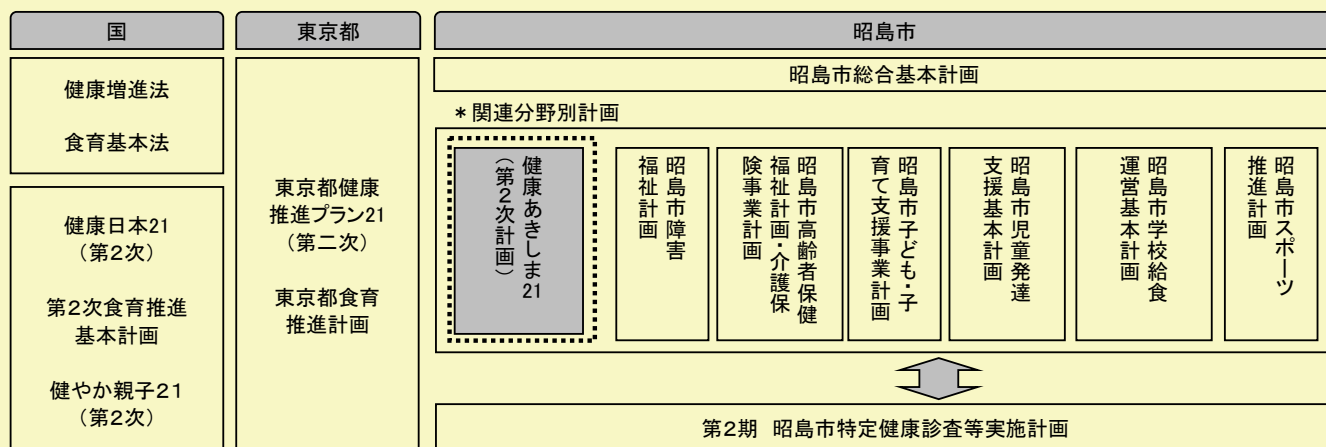 国
東京都
昭島市
健康増進法
食育基本法
健康日本21
（第2次）
第2次食育推進
基本計画
健やか親子21
（第2次）
東京都健康
推進プラン21
（第二次）
東京都食育
推進計画
昭島市総合基本計画
＊関連分野別計画
健康あきしま21
（第2次計画）
昭島市障害
福祉計画
昭島市高齢者保健
福祉計画・介護保
険事業計画
昭島市子ども・子
育て支援事業計画
昭島市児童発達
支援基本計画
昭島市学校給食
運営基本計画
昭島市スポーツ
推進計画
第2期 昭島市特定健康診査等実施計画